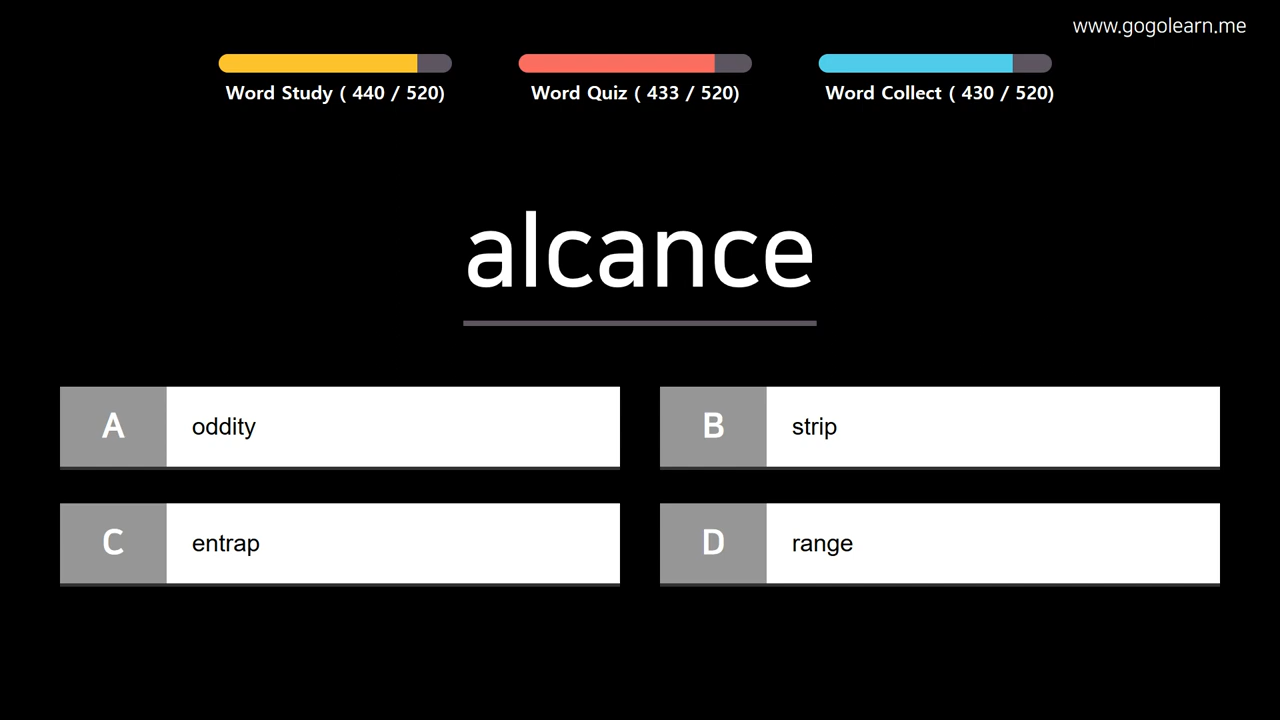 www.gogolearn.me
Word Study ( 440 / 520)
Word Quiz ( 433 / 520)
Word Collect ( 430 / 520)
alcance
A oddity
B strip
C entrap
D range